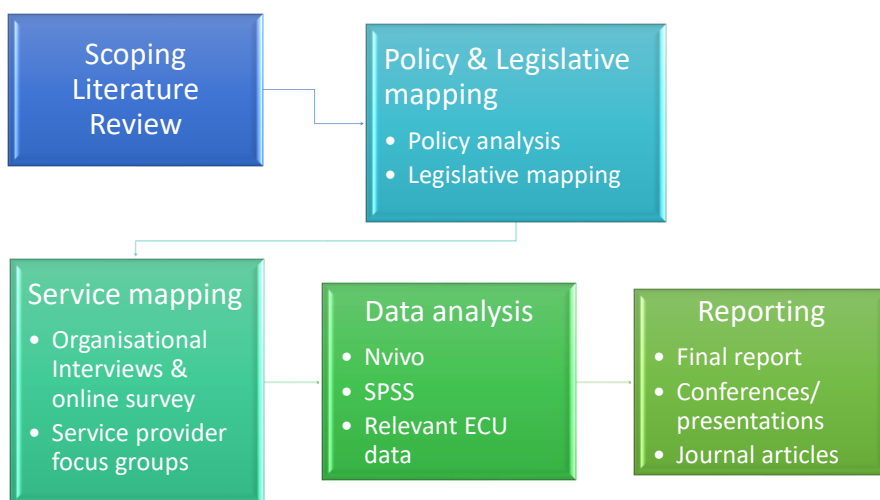 Scoping
Literature
Review
Policy & Legislative
mapping
• Policy analysis
• Legislative mapping
Service mapping
• Organisational
Interviews &
online survey
• Service provider
focus groups
Data analysis
• Nvivo
• SPSS
• Relevant ECU
data
Reporting
• Final report
• Conferences/
presentations
• Journal articles